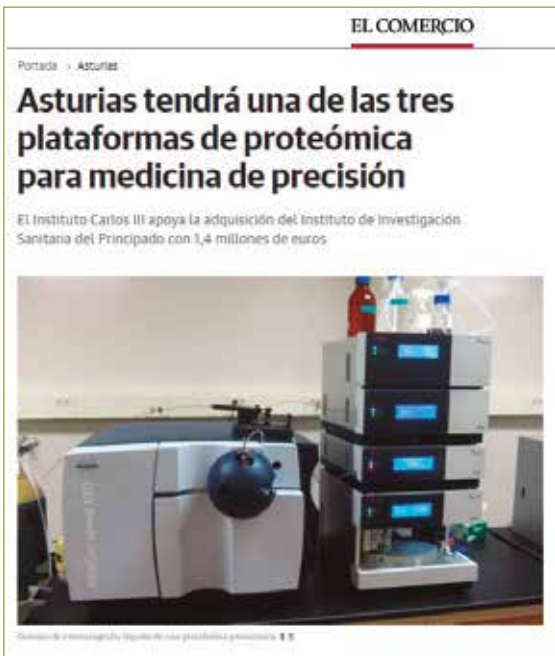 EL COMERCIO
Portada › Asturias
Asturias tendrá una de las tres
plataformas de proteómica
para medicina de precisión
El Instituto Carlos III apoya la adquisición del Instituto de Investigación
Sanitaria del Principado con 1,4 millones de euros